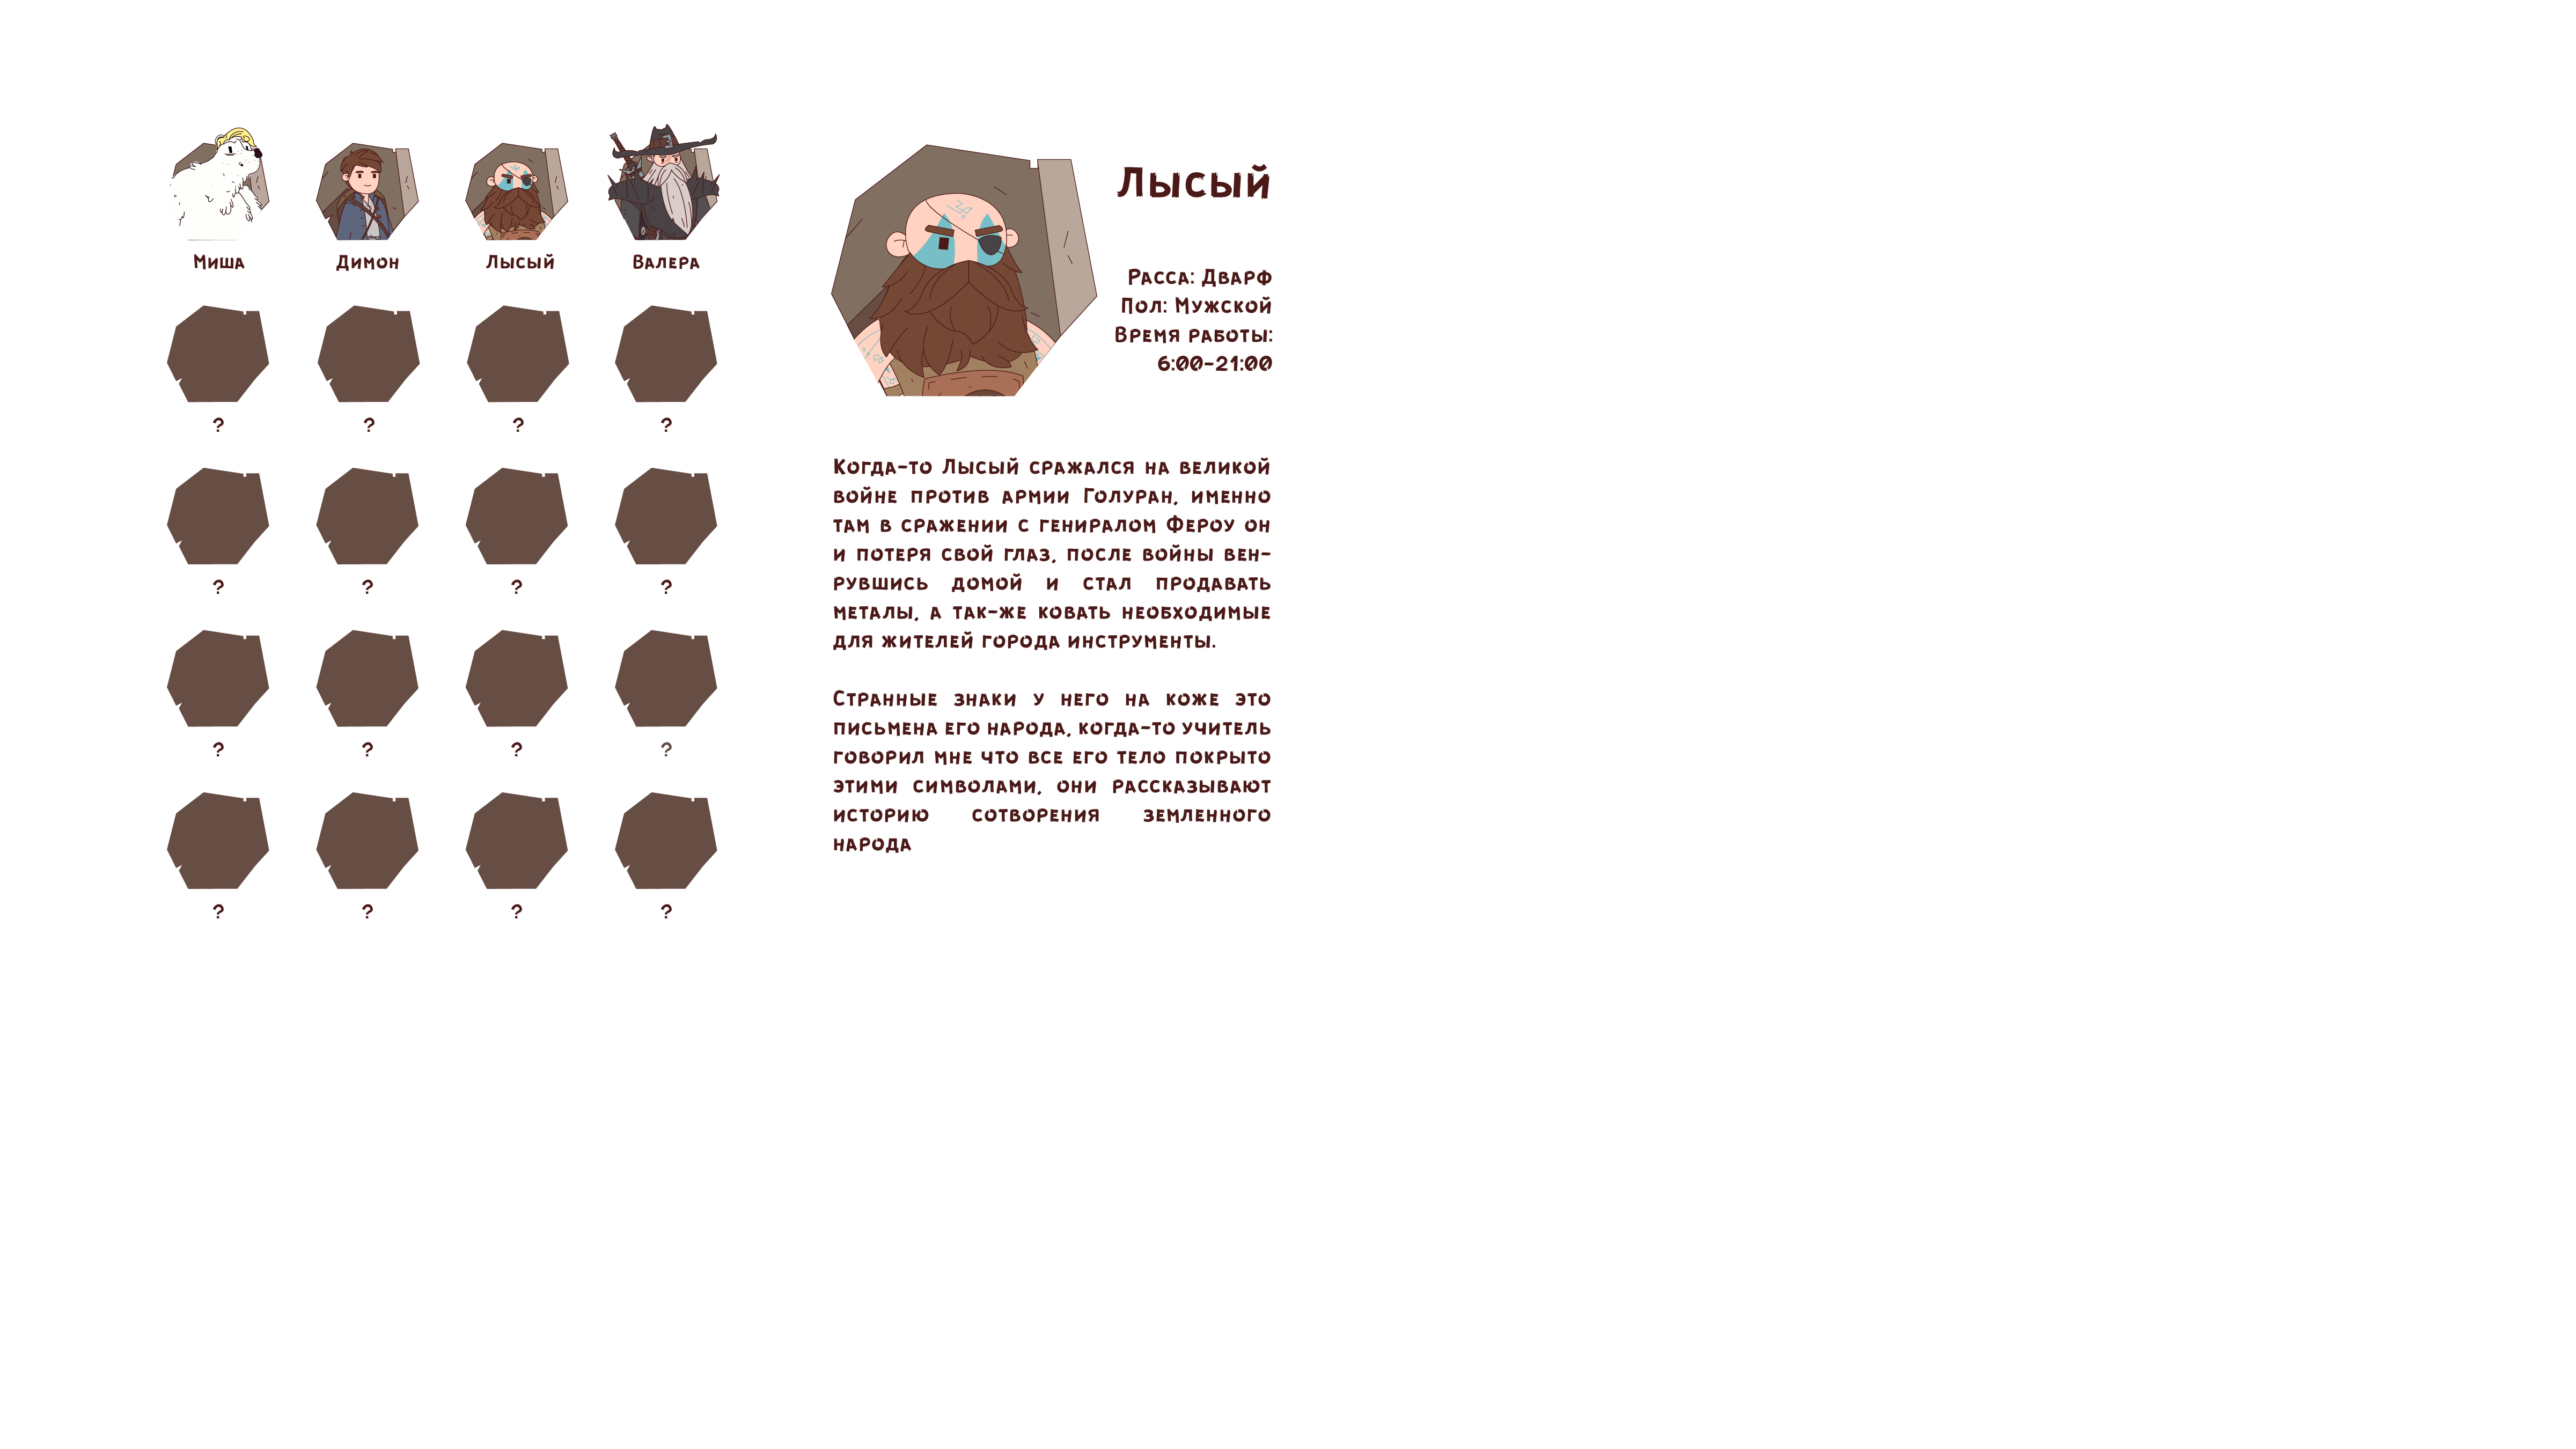 Миша Димон Лысый Валера
? ? ? ?
? ? ? ?
? ? ? ?
? ? ? ?
Лысый
Расса: Дварф
Пол: Мужской
Время работы:
6:00-21:00
Когда-то Лысый сражался на великой
войне против армии Голуран, именно
там в сражении с гениралом Фероу он
и потеря свой глаз, после войны вен-
рувшись домой и стал продавать
металы, а так-же ковать необходимые
для жителей города инструменты.
Странные знаки у него на коже это
письмена его народа, когда-то учитель
говорил мне что все его тело покрыто
этими символами, они рассказывают
историю сотворения земленного
народа